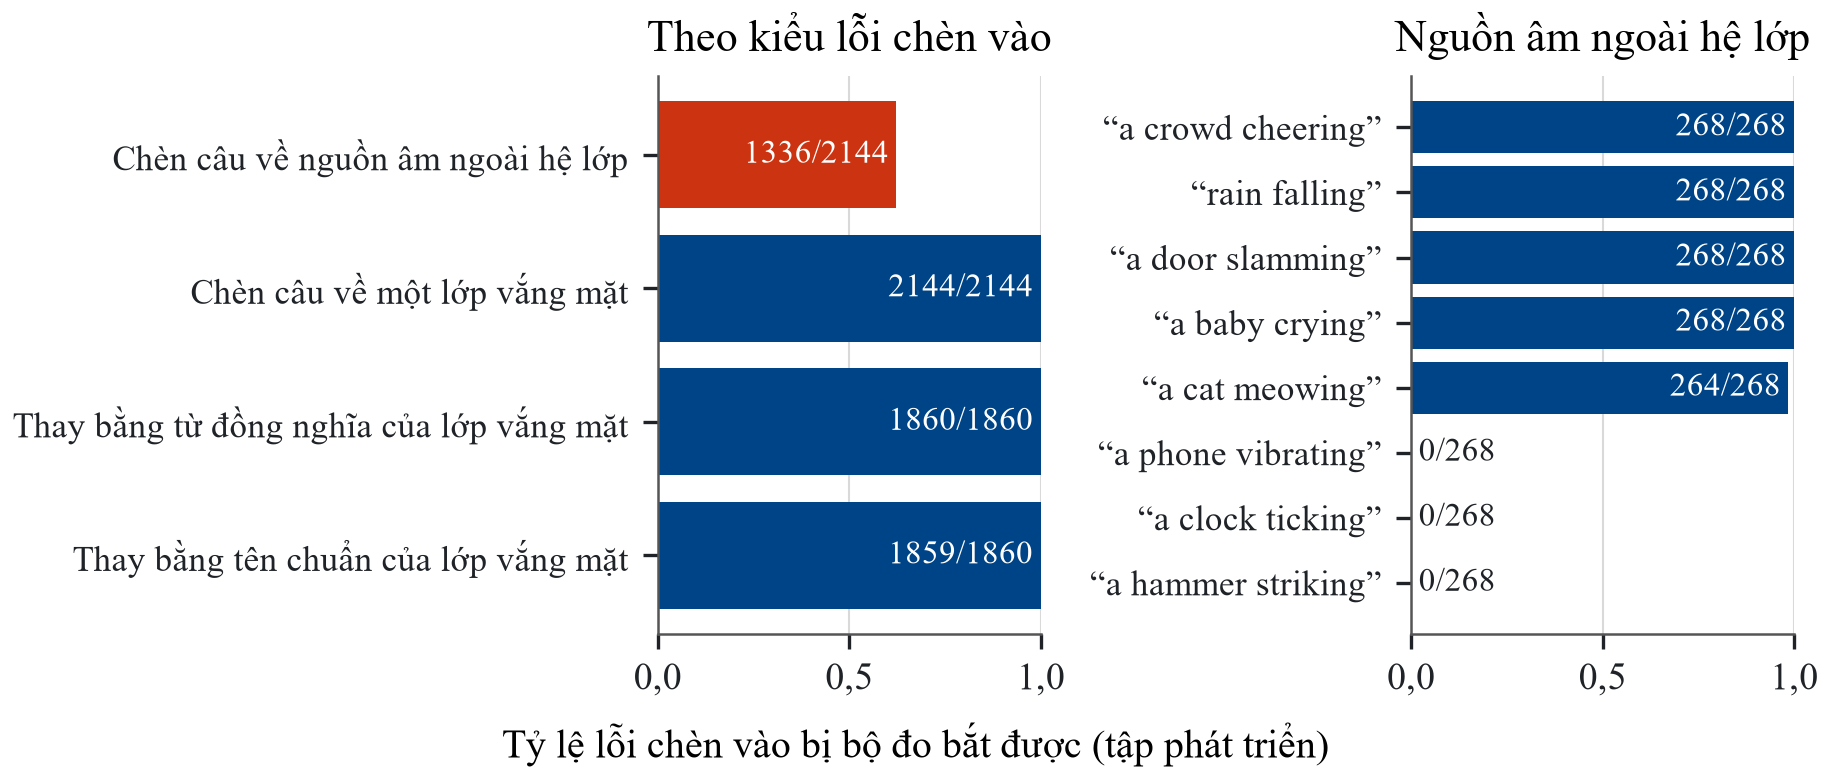 Theo kiểu lỗi chèn vào
Chèn câu về nguồn âm ngoài hệ lớp
1336/2144
Chèn câu về một lớp vắng mặt
2144/2144
Thay bằng từ đồng nghĩa của lớp vắng mặt
1860/1860
Thay bằng tên chuẩn của lớp vắng mặt
1859/1860
0,0 0,5 1,0
Nguồn âm ngoài hệ lớp
“a crowd cheering” 268/268
“rain falling” 268/268
“a door slamming” 268/268
“a baby crying” 268/268
“a cat meowing” 264/268
“a phone vibrating” 0/268
“a clock ticking” 0/268
“a hammer striking” 0/268
0,0 0,5 1,0
Tỷ lệ lỗi chèn vào bị bộ đo bắt được (tập phát triển)